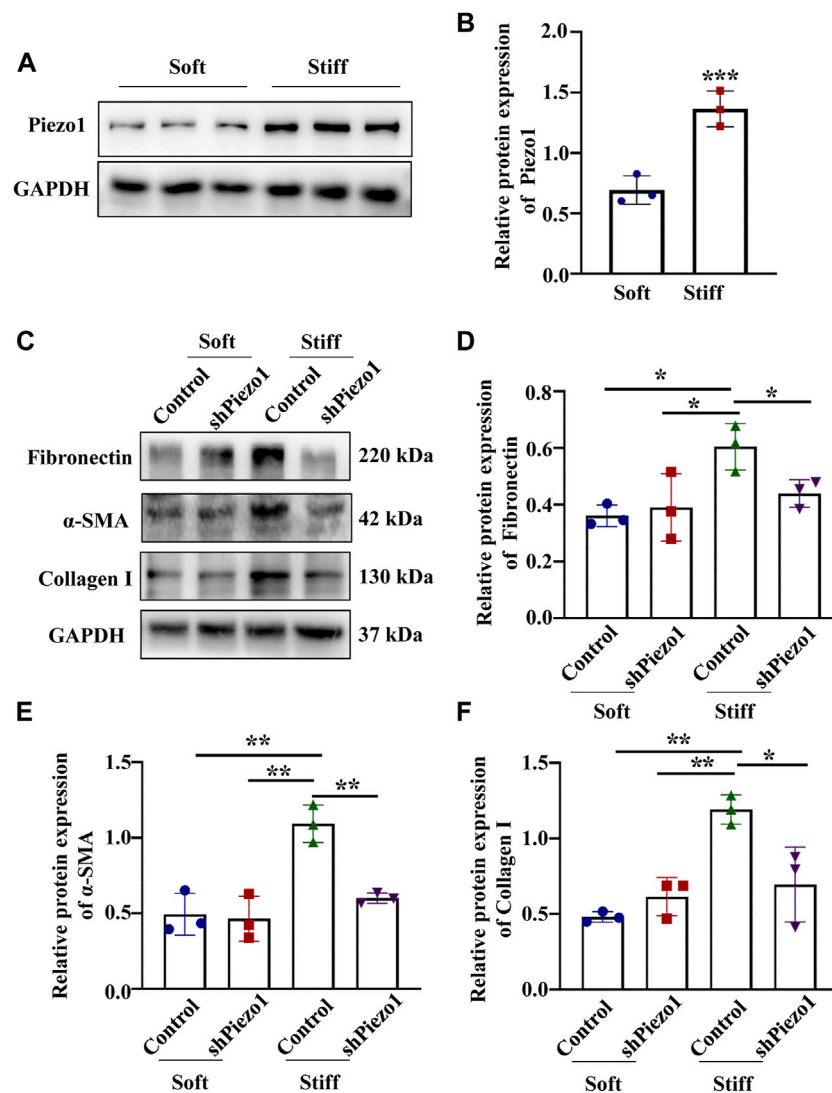 A
Soft Stiff
Piezo1
GAPDH
B
Relative protein expression
of Piezo1
2.0
1.5
1.0
0.5
0.0
***
Soft Stiff
C
Soft Stiff
Control shPiezo1 Control shPiezo1
Fibronectin 220 kDa
α-SMA 42 kDa
Collagen I 130 kDa
GAPDH 37 kDa
D
Relative protein expression
of Fibronectin
0.8
0.6
0.4
0.2
0.0
*
* *
Control shPiezo1 Control shPiezo1
Soft Stiff
E
Relative protein expression
of α-SMA
1.5
1.0
0.5
0.0
**
** **
Control shPiezo1 Control shPiezo1
Soft Stiff
F
Relative protein expression
of Collagen I
1.5
1.0
0.5
0.0
**
** *
Control shPiezo1 Control shPiezo1
Soft Stiff